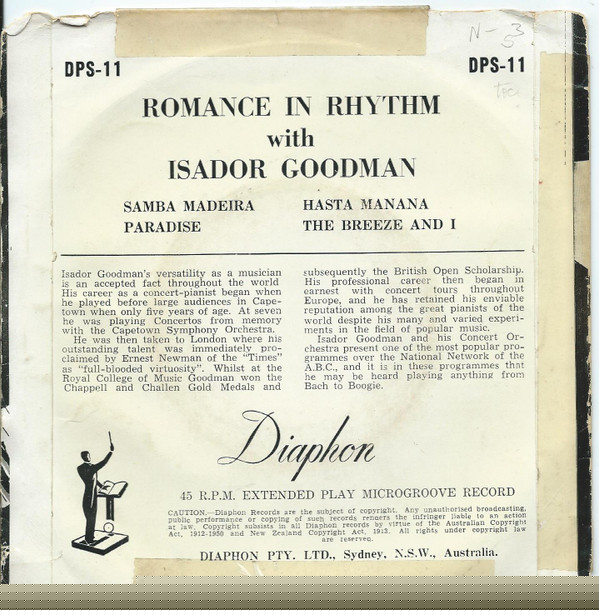 N- 3
5
DPS-11 DPS-11
ROMANCE IN RHYTHM
with
ISADOR GOODMAN
SAMBA MADEIRA HASTA MANANA
PARADISE THE BREEZE AND I
Isador Goodman's versatility as a musician
is an accepted fact throughout the world
His career as a concert-pianist began when
he played before large audiences in Cape-
town when only five years of age. At seven
he was playing Concertos from memory
with the Capetown Symphony Orchestra.
He was then taken to London where his
outstanding talent was immediately pro-
claimed by Ernest Newman of the "Times"
as "full-blooded virtuosity". Whilst at the
Royal College of Music Goodman won the
Chappell and Challen Gold Medals and
subsequently the British Open Scholarship.
His professional career then began in
earnest with concert tours throughout
Europe, and he has retained his enviable
reputation among the great pianists of the
world despite his many and varied experi-
ments in the field of popular music.
Isador Goodman and his Concert Or-
chestra present one of the most popular pro-
grammes over the National Network of the
A.B.C., and it is in these programmes that
he may be heard playing anything from
Bach to Boogie.
Diaphon
45 R.P.M. EXTENDED PLAY MICROGROOVE RECORD
CAUTION.—Diaphon Records are the subject of copyright. Any unauthorised broadcasting,
public performance or copying of such records renders the infringer liable to an action
at law. Copyright subsists in all Diaphon records by virtue of the Australian Copyright
Act, 1912-1950 and New Zealand Copyright Act, 1913. All rights under copyright law
are reserved.
DIAPHON PTY. LTD., Sydney, N.S.W., Australia.